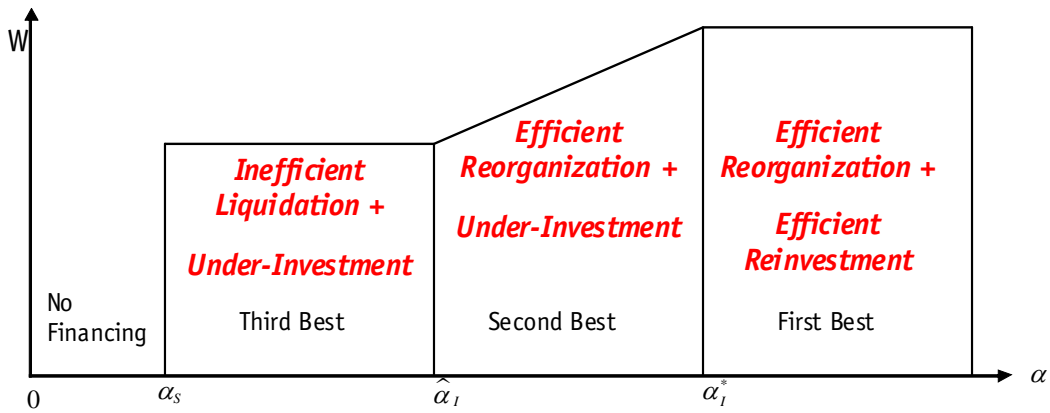 W
Inefficient
Liquidation +
Under-Investment
Efficient
Reorganization +
Under-Investment
Efficient
Reorganization +
Efficient
Reinvestment
No
Financing
Third Best
Second Best
First Best
0
α_S
α̂_I
α_I^*
α